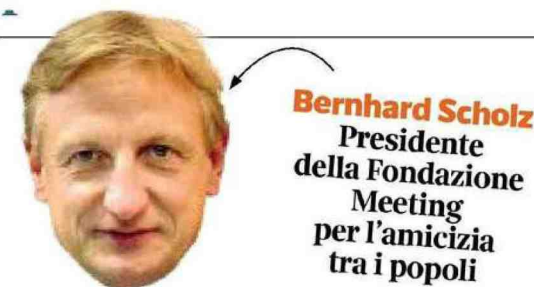 Bernhard Scholz
Presidente
della Fondazione
Meeting
per l'amicizia
tra i popoli